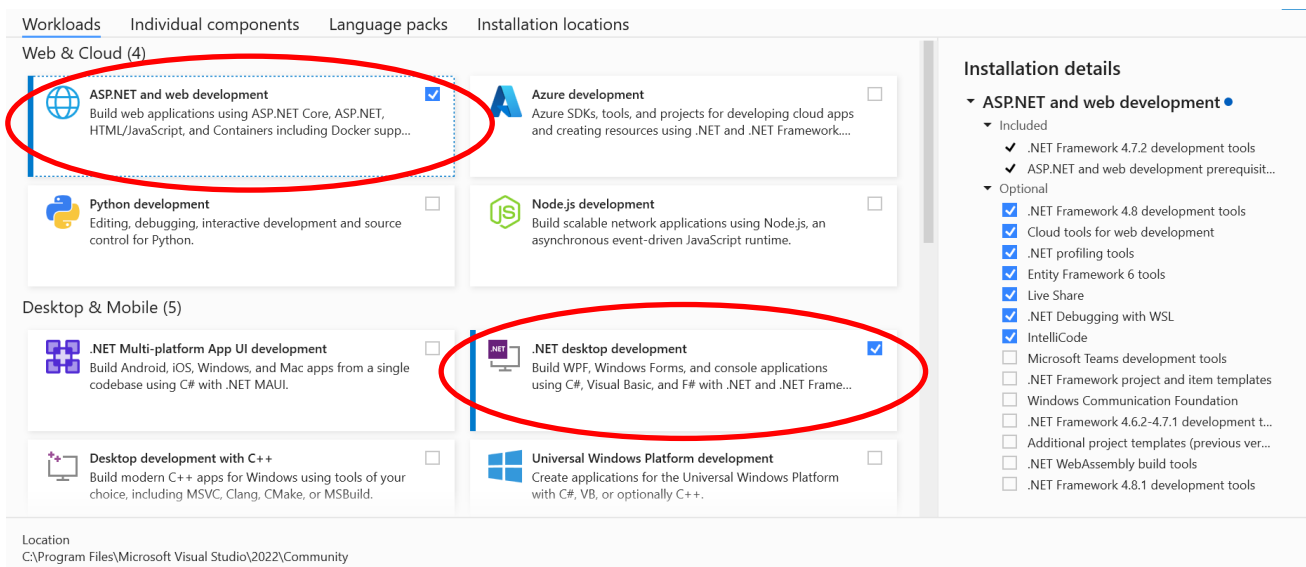 Workloads Individual components Language packs Installation locations
Web & Cloud (4)
ASP.NET and web development
Build web applications using ASP.NET Core, ASP.NET,
HTML/JavaScript, and Containers including Docker supp...
Azure development
Azure SDKs, tools, and projects for developing cloud apps
and creating resources using .NET and .NET Framework....
Python development
Editing, debugging, interactive development and source
control for Python.
JS
Node.js development
Build scalable network applications using Node.js, an
asynchronous event-driven JavaScript runtime.
Desktop & Mobile (5)
.NET Multi-platform App UI development
Build Android, iOS, Windows, and Mac apps from a single
codebase using C# with .NET MAUI.
.NET
.NET desktop development
Build WPF, Windows Forms, and console applications
using C#, Visual Basic, and F# with .NET and .NET Frame...
Desktop development with C++
Build modern C++ apps for Windows using tools of your
choice, including MSVC, Clang, CMake, or MSBuild.
Universal Windows Platform development
Create applications for the Universal Windows Platform
with C#, VB, or optionally C++.
Installation details
ASP.NET and web development
Included
.NET Framework 4.7.2 development tools
ASP.NET and web development prerequisit...
Optional
.NET Framework 4.8 development tools
Cloud tools for web development
.NET profiling tools
Entity Framework 6 tools
Live Share
.NET Debugging with WSL
IntelliCode
Microsoft Teams development tools
.NET Framework project and item templates
Windows Communication Foundation
.NET Framework 4.6.2-4.7.1 development t...
Additional project templates (previous ver...
.NET WebAssembly build tools
.NET Framework 4.8.1 development tools
Location
C:\Program Files\Microsoft Visual Studio\2022\Community